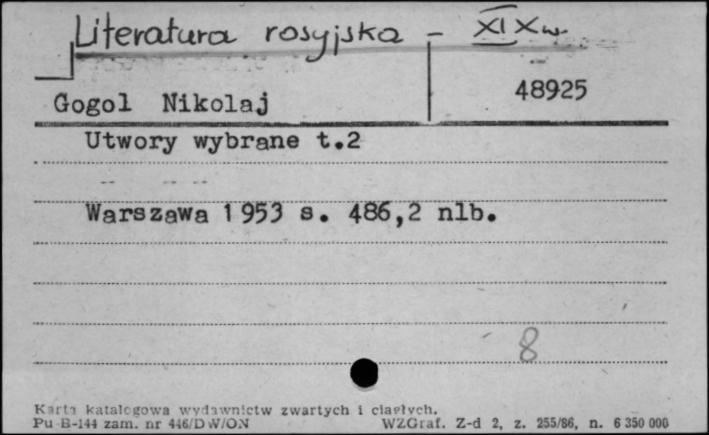 Literatura rosyjska – XIX w.
Gogol Nikolaj
48925
Utwory wybrane t.2
Warszawa 1953 s. 486,2 nlb.
8
Karta katalogowa wydawnictw zwartych i ciągłych.
Pu B-144 zam. nr 446/DW/ON WZGraf. Z-d 2, z. 255/86, n. 6 350 000